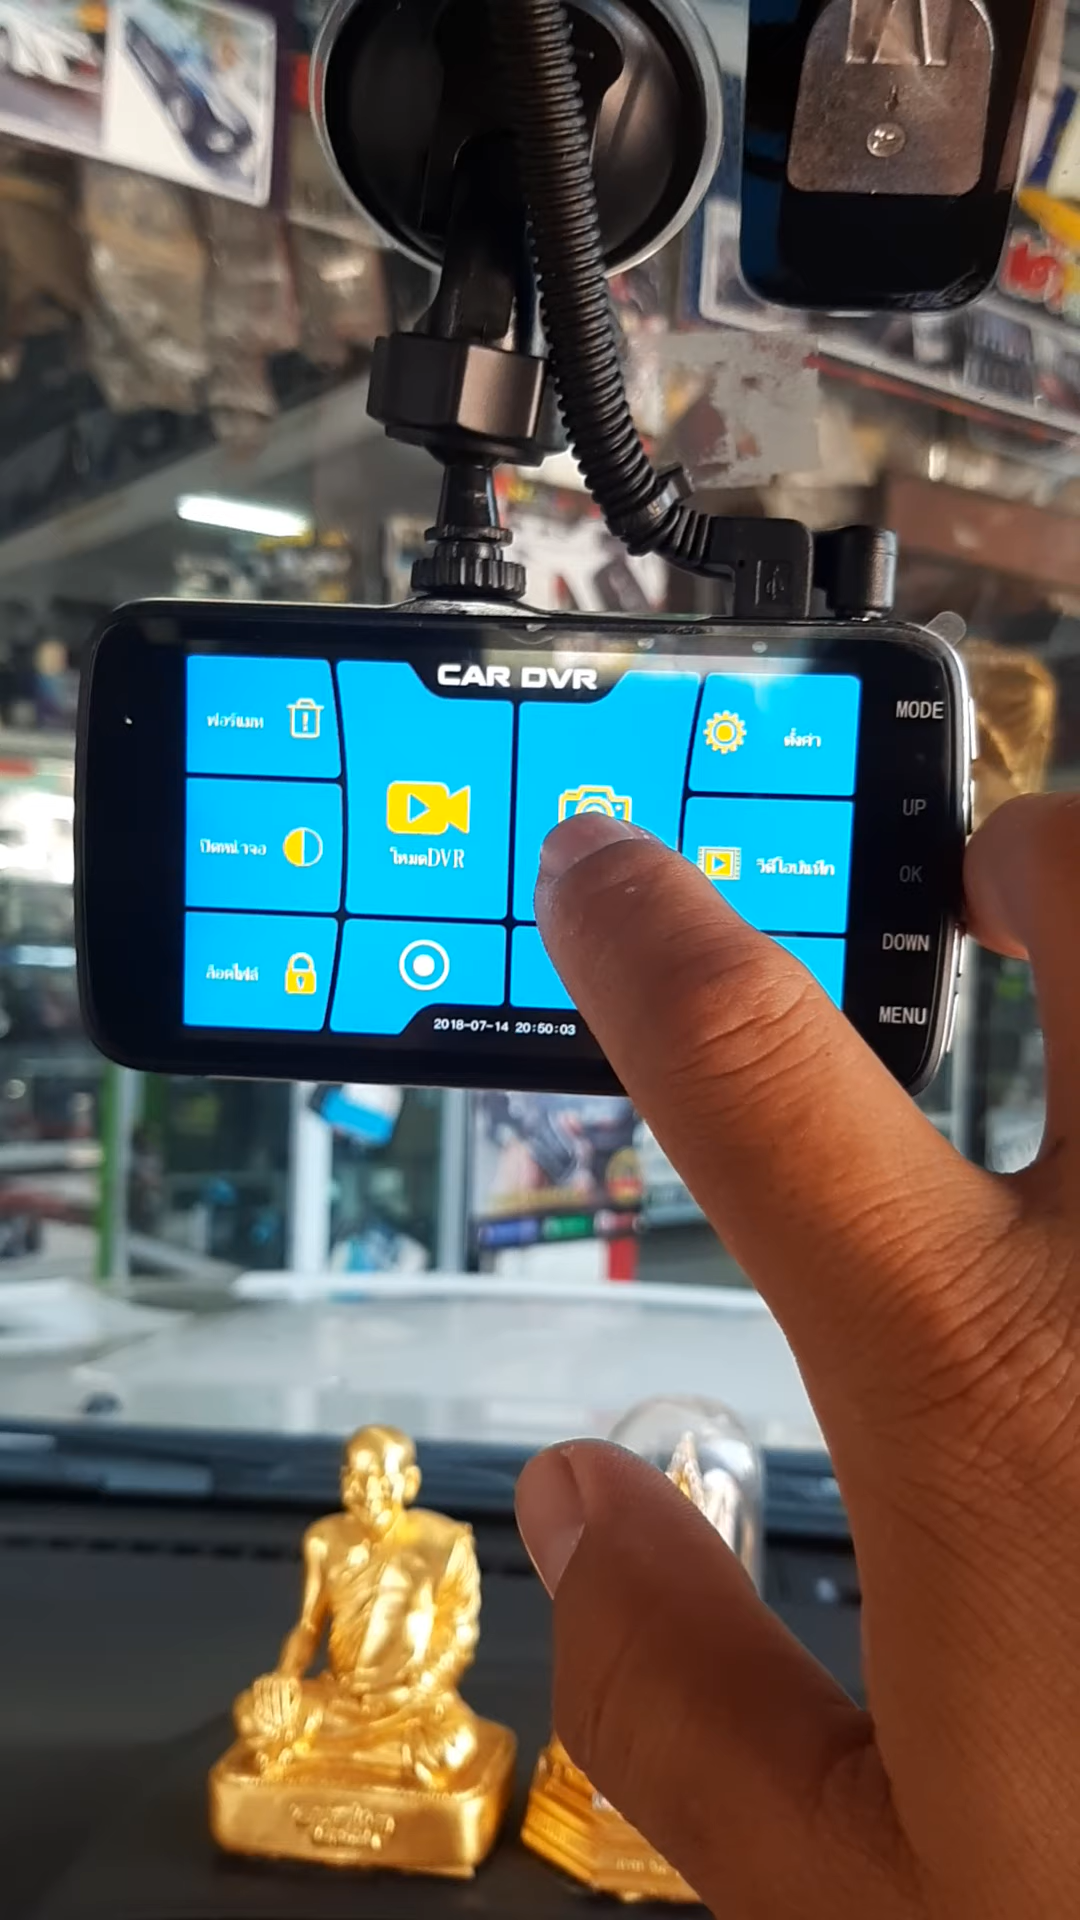 CAR DVR
ฟอร์แมท
ตั้งค่า
MODE
UP
ปิดหน้าจอ
โหมดDVR
วีดีโอบันทึก
OK
DOWN
ล็อคไฟล์
2018-07-14 20:50:03
MENU